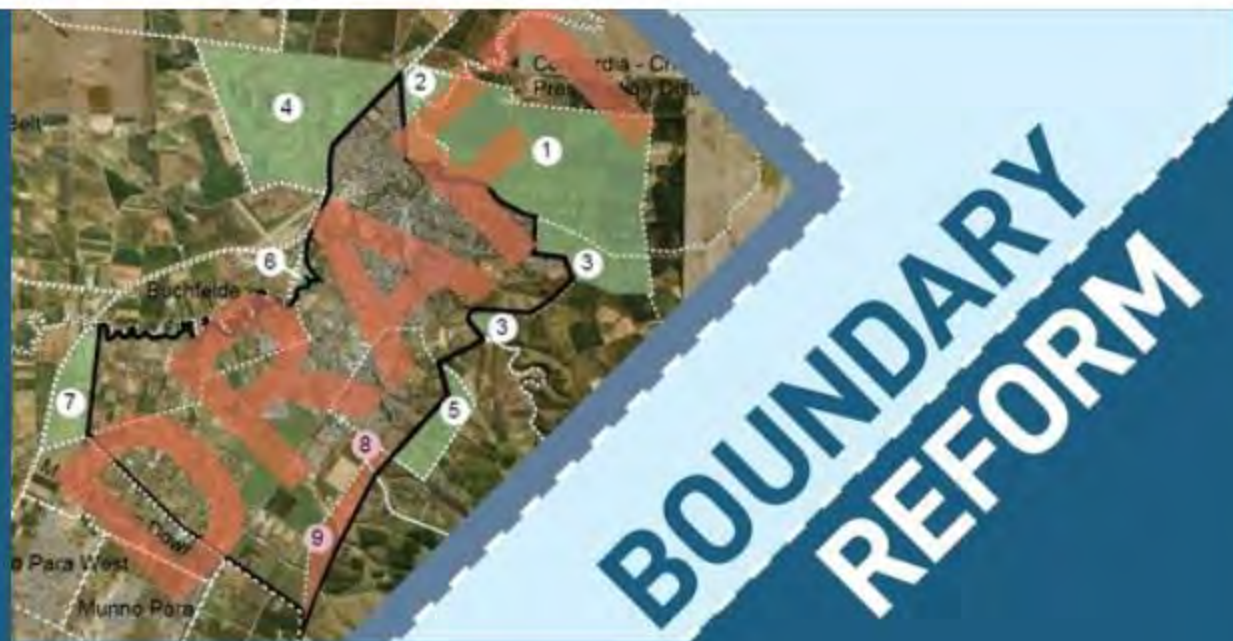 4
2
1
3
6
Buchfelde
3
7
5
8
9
Para West
Munno Para
DRAFT
BOUNDARY
REFORM